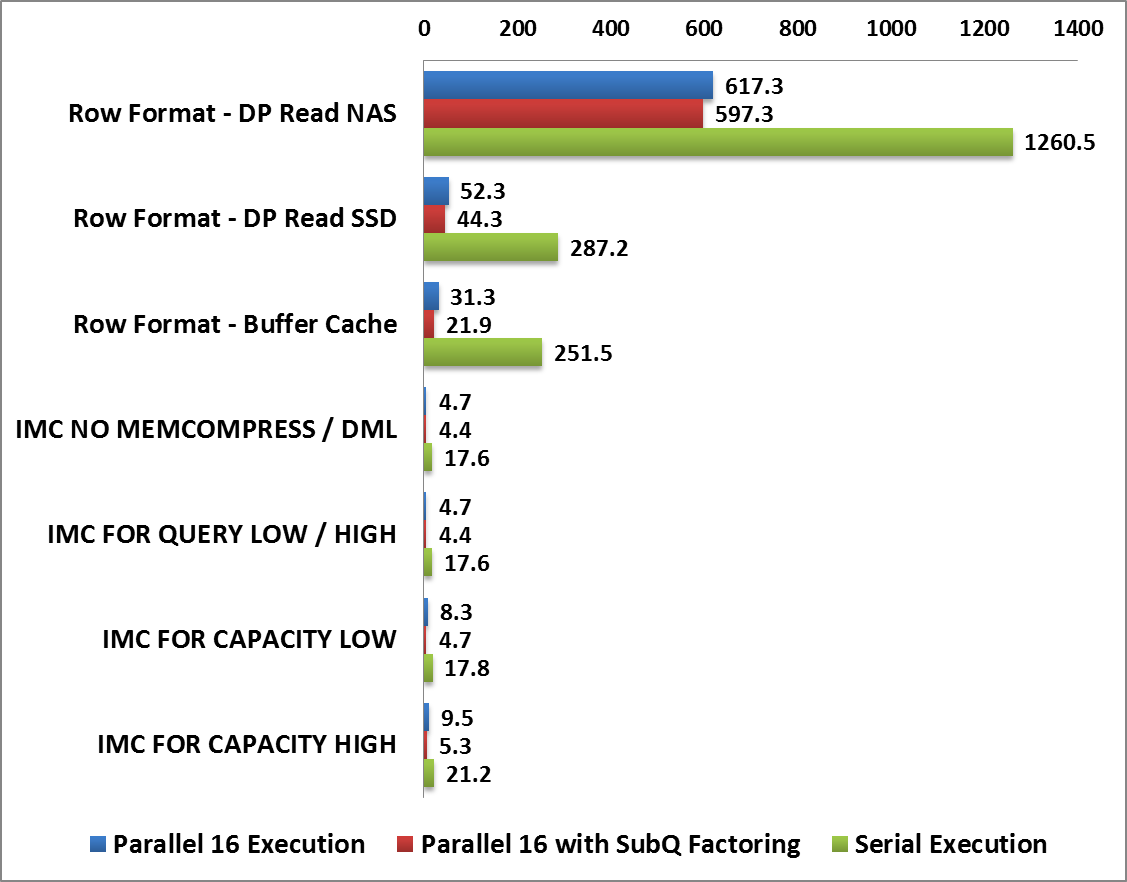 0 200 400 600 800 1000 1200 1400
Row Format - DP Read NAS
617.3
597.3
1260.5
Row Format - DP Read SSD
52.3
44.3
287.2
Row Format - Buffer Cache
31.3
21.9
251.5
IMC NO MEMCOMPRESS / DML
4.7
4.4
17.6
IMC FOR QUERY LOW / HIGH
4.7
4.4
17.6
IMC FOR CAPACITY LOW
8.3
4.7
17.8
IMC FOR CAPACITY HIGH
9.5
5.3
21.2
Parallel 16 Execution Parallel 16 with SubQ Factoring Serial Execution